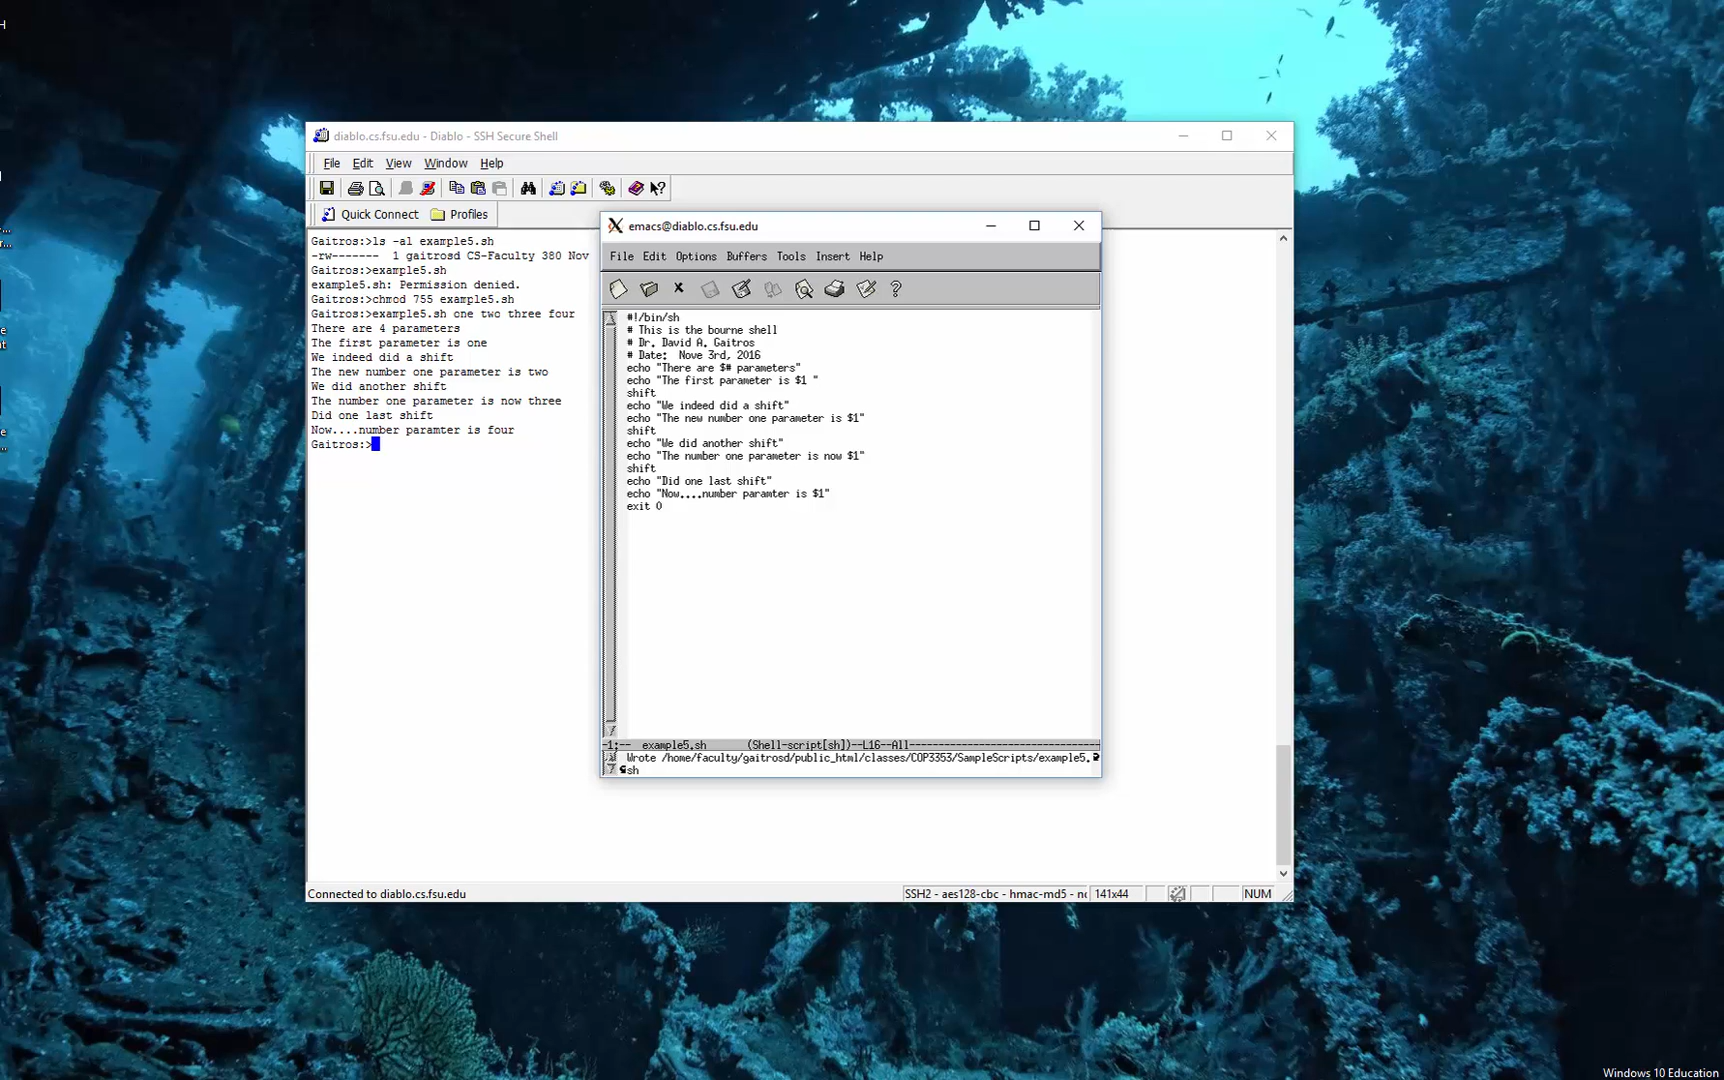 H
diablo.cs.fsu.edu - Diablo - SSH Secure Shell
File Edit View Window Help
Quick Connect Profiles
Gaitros:>ls -al example5.sh
-rw------- 1 gaitrosd CS-Faculty 380 Nov
Gaitros:>example5.sh
example5.sh: Permission denied.
Gaitros:>chmod 755 example5.sh
Gaitros:>example5.sh one two three four
There are 4 parameters
The first parameter is one
We indeed did a shift
The new number one parameter is two
We did another shift
The number one parameter is now three
Did one last shift
Now....number paramter is four
Gaitros:>
emacs@diablo.cs.fsu.edu
File Edit Options Buffers Tools Insert Help
#!/bin/sh
# This is the bourne shell
# Dr. David A. Gaitros
# Date:  Nove 3rd, 2016
echo "There are $# parameters"
echo "The first parameter is $1 "
shift
echo "We indeed did a shift"
echo "The new number one parameter is $1"
shift
echo "We did another shift"
echo "The number one parameter is now $1"
shift
echo "Did one last shift"
echo "Now....number paramter is $1"
exit 0
-1:-- example5.sh (Shell-script[sh])--L16--All----------------------------------
Wrote /home/faculty/gaitrosd/public_html/classes/COP3353/SampleScripts/example5.
sh
Connected to diablo.cs.fsu.edu
SSH2 - aes128-cbc - hmac-md5 - nc 141x44 NUM
Windows 10 Education